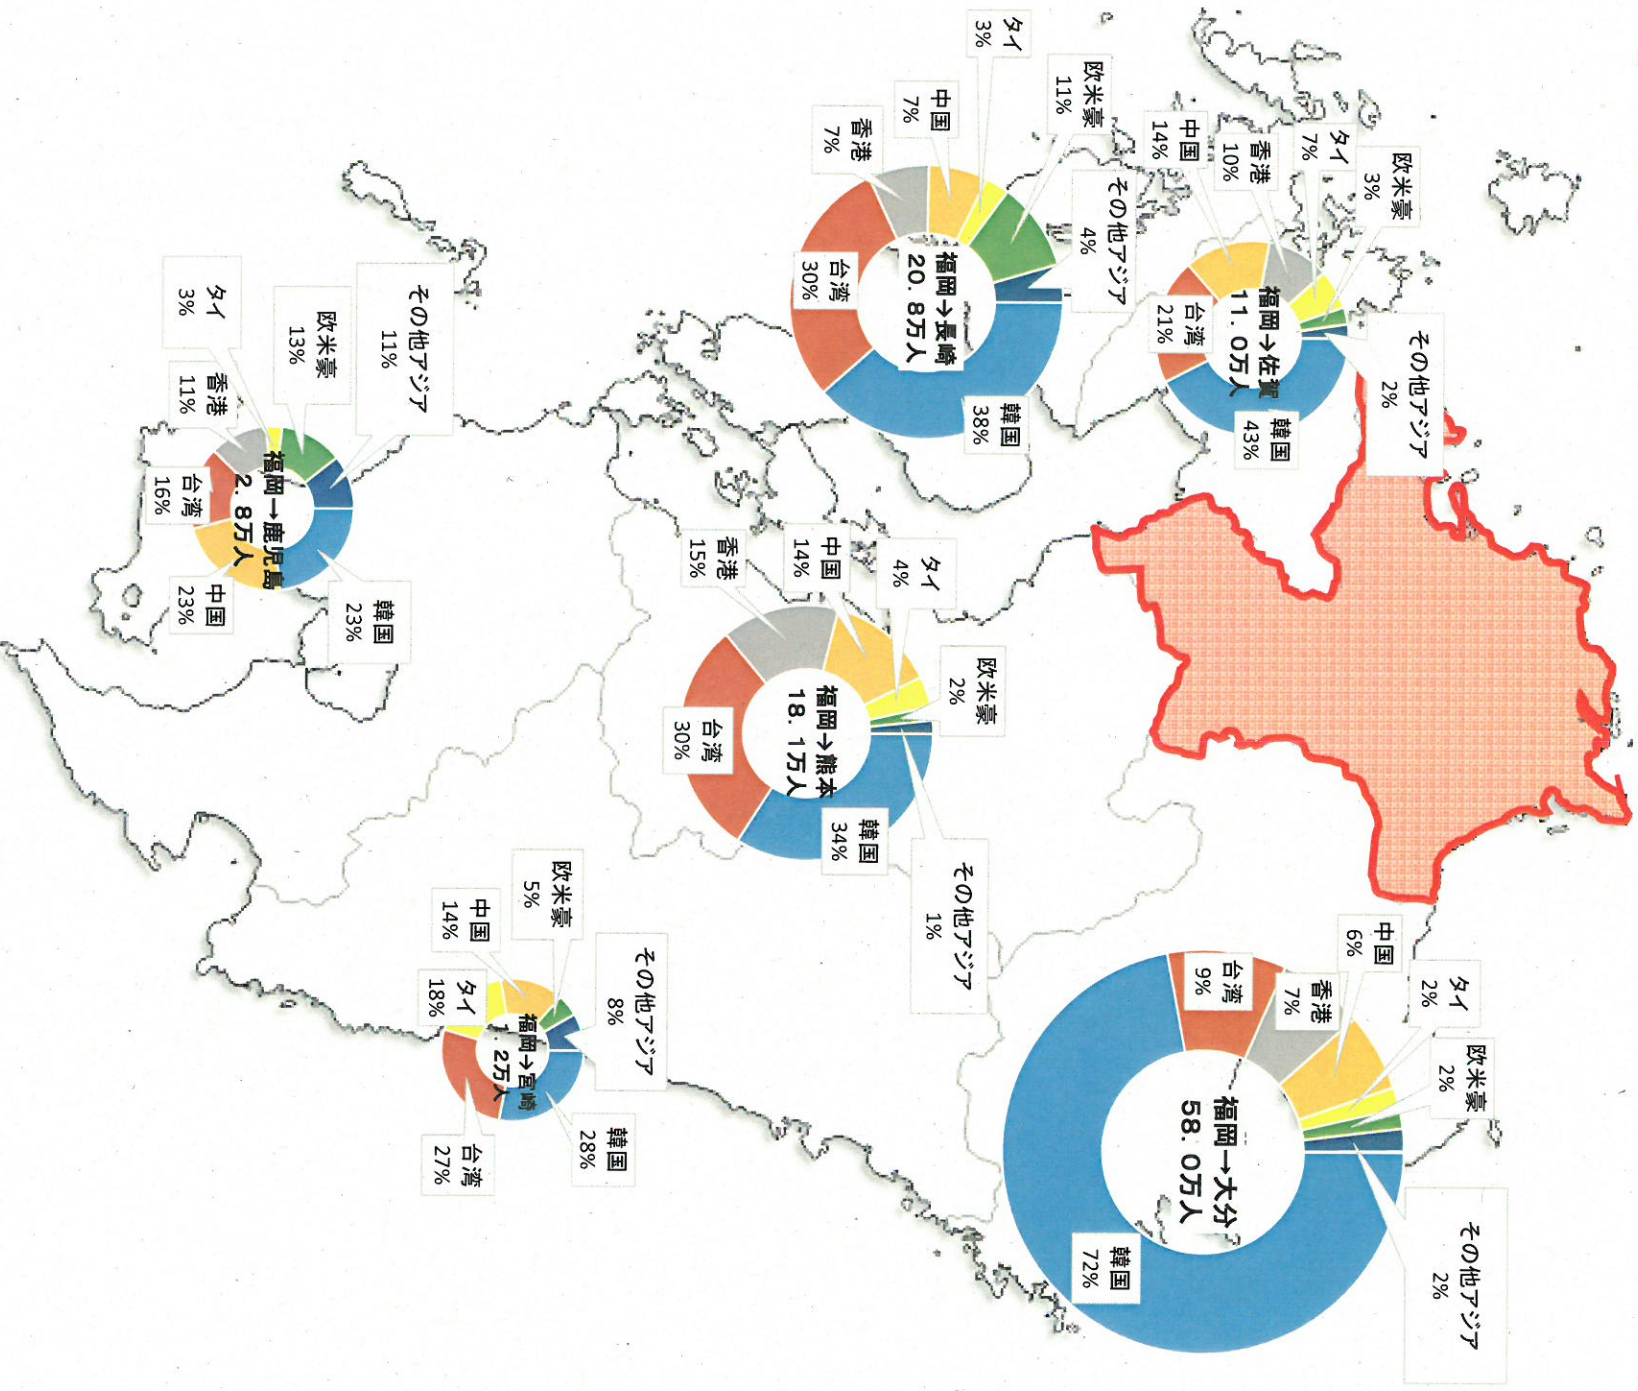 欧米豪
3%
タイ
7%
香港
10%
中国
14%
その他アジア
2%
福岡→佐賀
11. 0万人
台湾
21%
韓国
43%
その他アジア
4%
欧米豪
11%
タイ
3%
中国
7%
香港
7%
福岡→長崎
20. 8万人
台湾
30%
韓国
38%
その他アジア
2%
欧米豪
2%
タイ
2%
中国
6%
香港
7%
台湾
9%
福岡→大分
58. 0万人
韓国
72%
欧米豪
2%
その他アジア
1%
タイ
4%
中国
14%
香港
15%
福岡→熊本
18. 1万人
台湾
30%
韓国
34%
その他アジア
11%
欧米豪
13%
タイ
3%
香港
11%
福岡→鹿児島
2. 8万人
台湾
16%
韓国
23%
中国
23%
その他アジア
8%
欧米豪
5%
中国
14%
タイ
18%
福岡→宮崎
1. 2万人
韓国
28%
台湾
27%